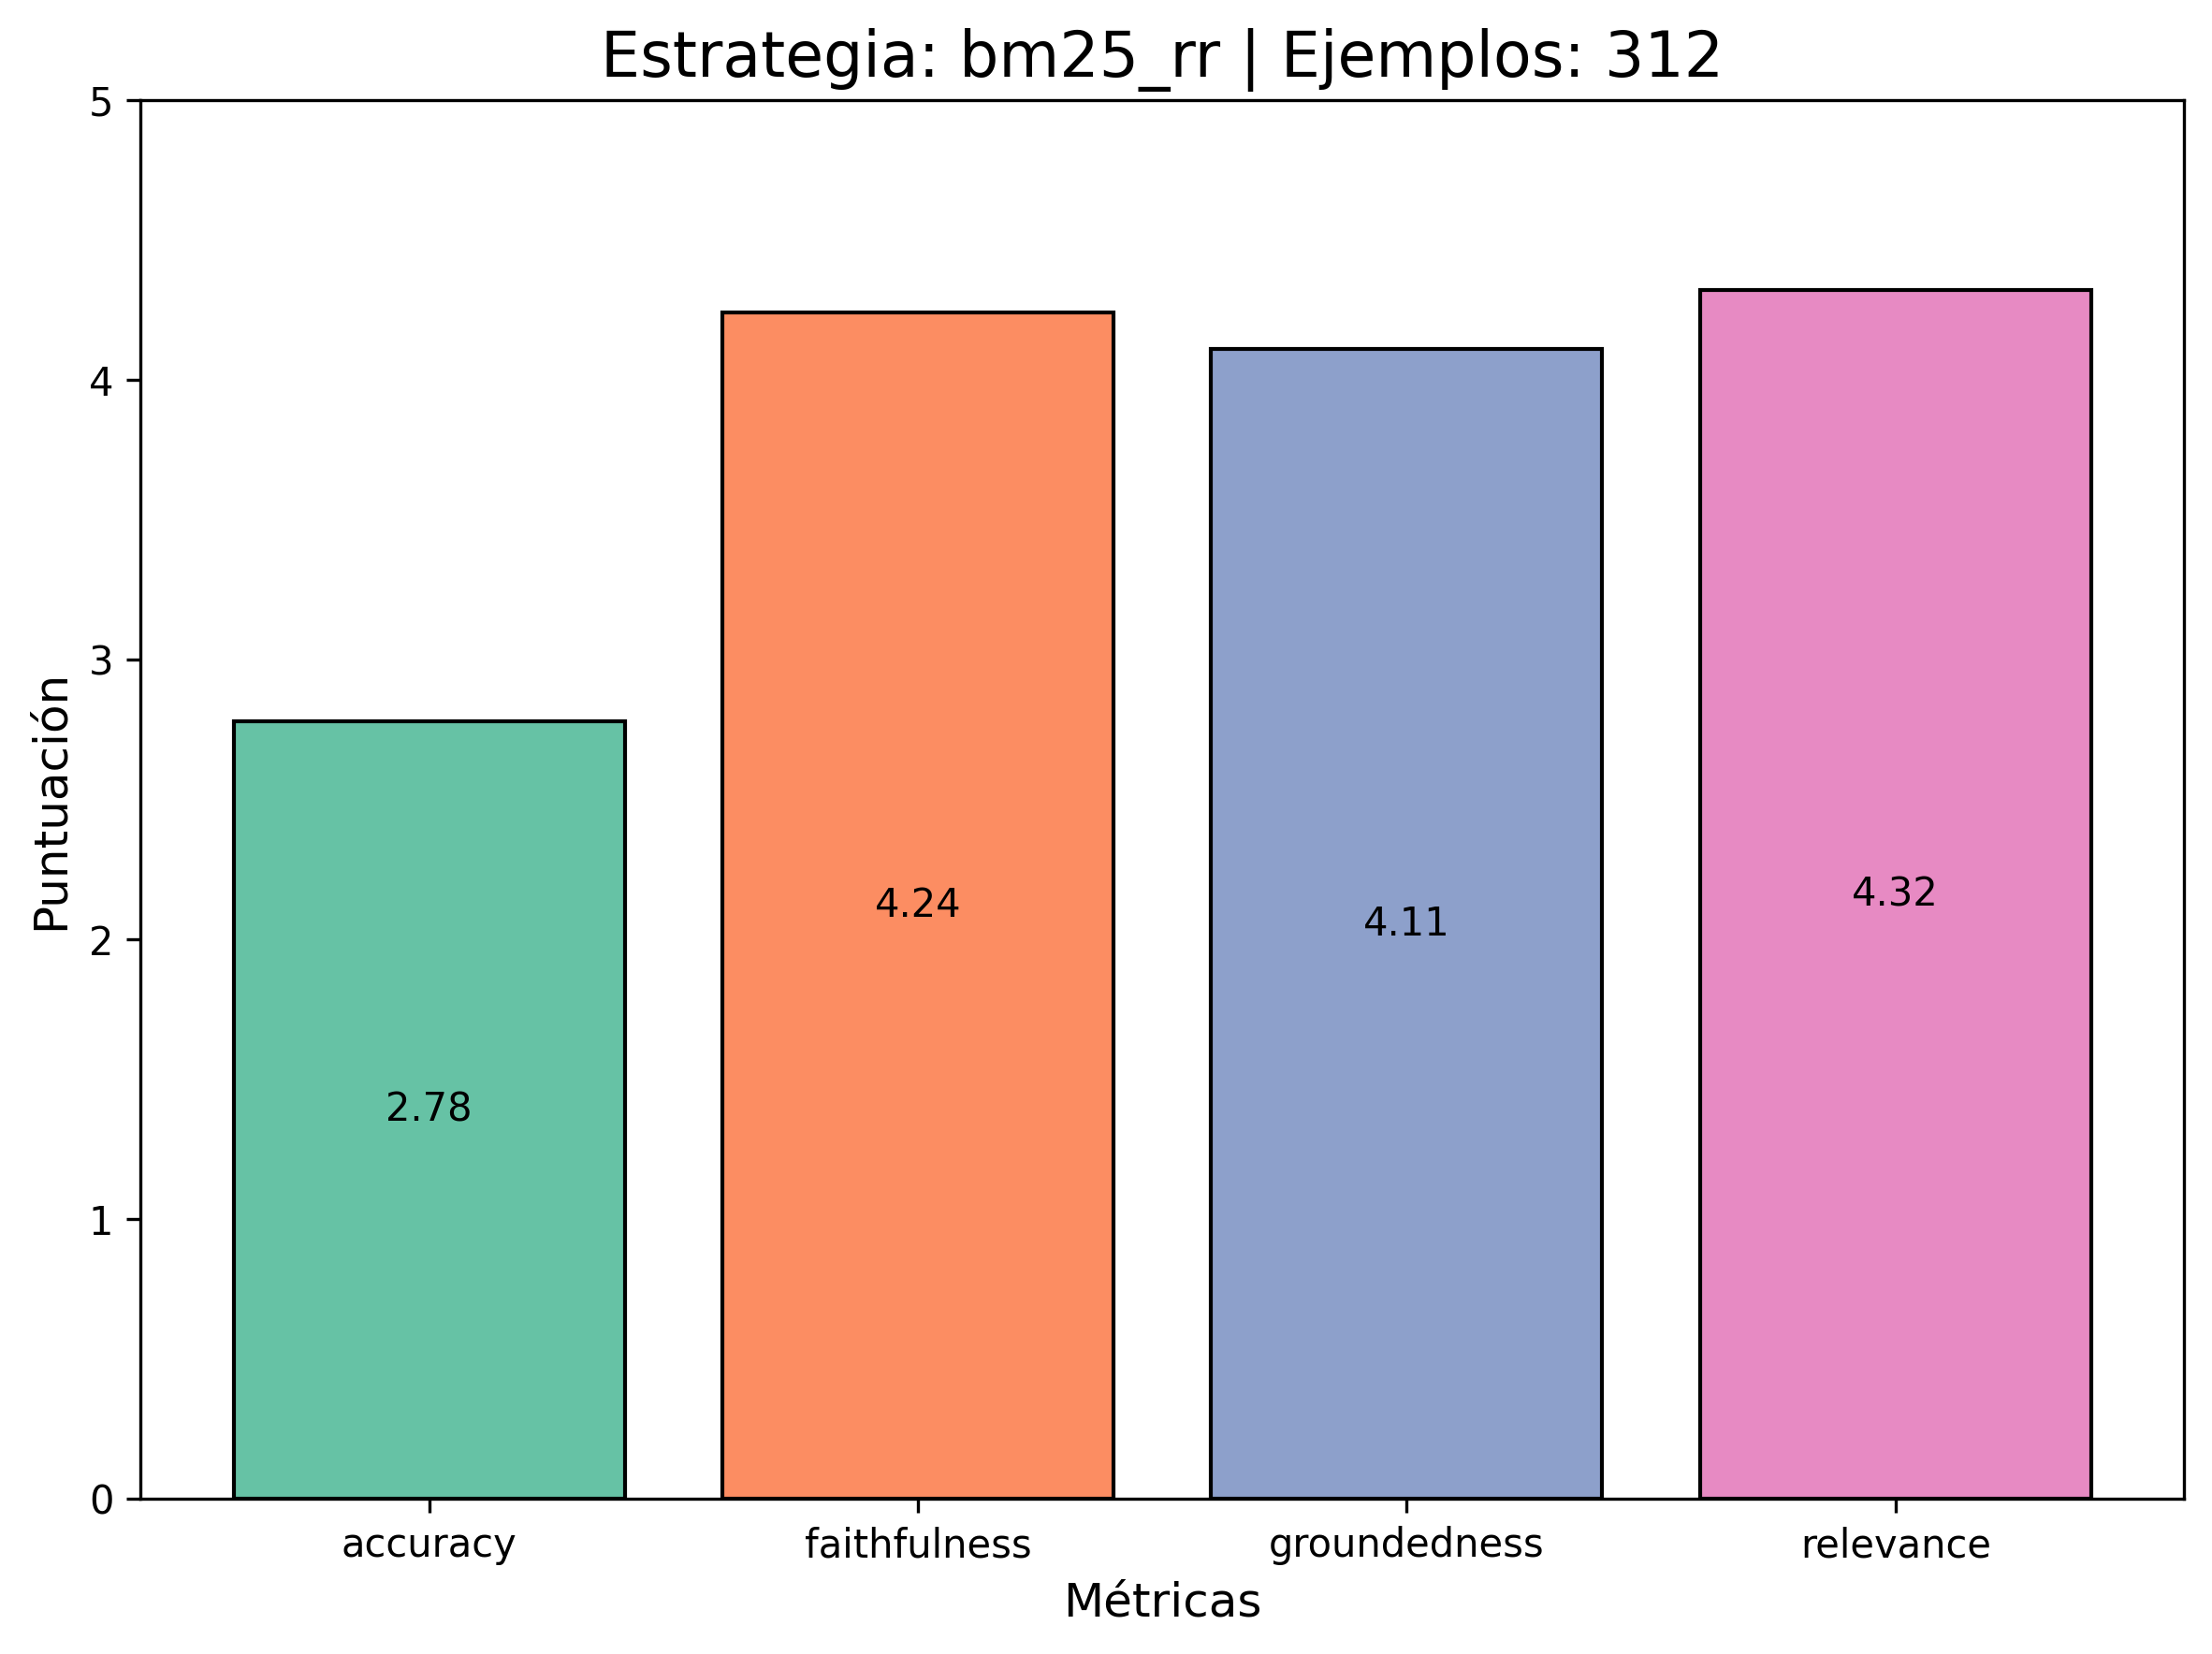 Estrategia: bm25_rr | Ejemplos: 312
5
4
3
2
1
0
Puntuación
2.78
4.24
4.11
4.32
accuracy
faithfulness
groundedness
relevance
Métricas